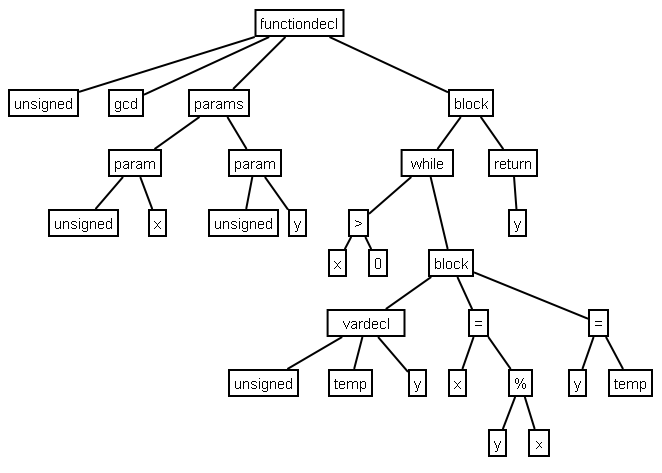 functiondecl
unsigned gcd params block
param param while return
unsigned x unsigned y > y
x 0 block
vardecl = =
unsigned temp y x % y temp
y x